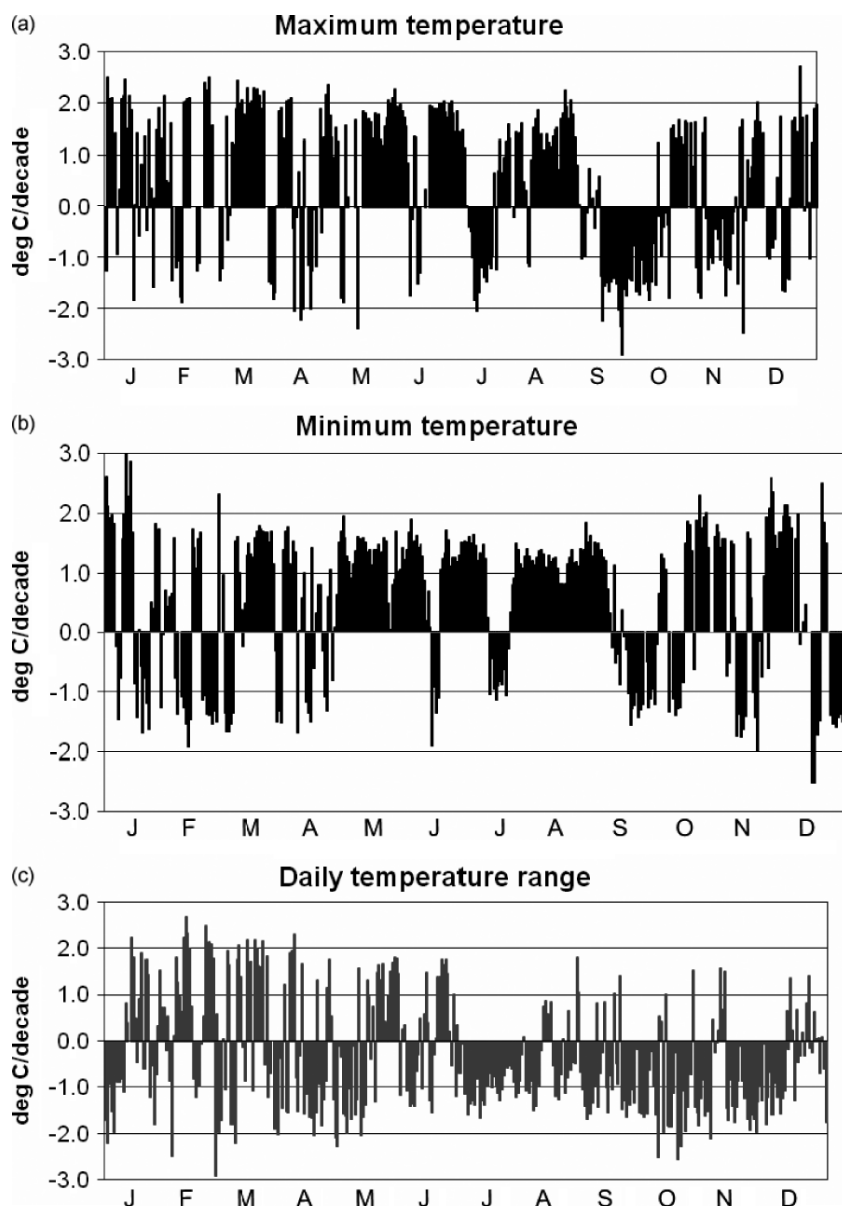 (a)
Maximum temperature
deg C/decade
3.0
2.0
1.0
0.0
-1.0
-2.0
-3.0
J F M A M J J A S O N D
(b)
Minimum temperature
deg C/decade
3.0
2.0
1.0
0.0
-1.0
-2.0
-3.0
J F M A M J J A S O N D
(c)
Daily temperature range
deg C/decade
3.0
2.0
1.0
0.0
-1.0
-2.0
-3.0
J F M A M J J A S O N D